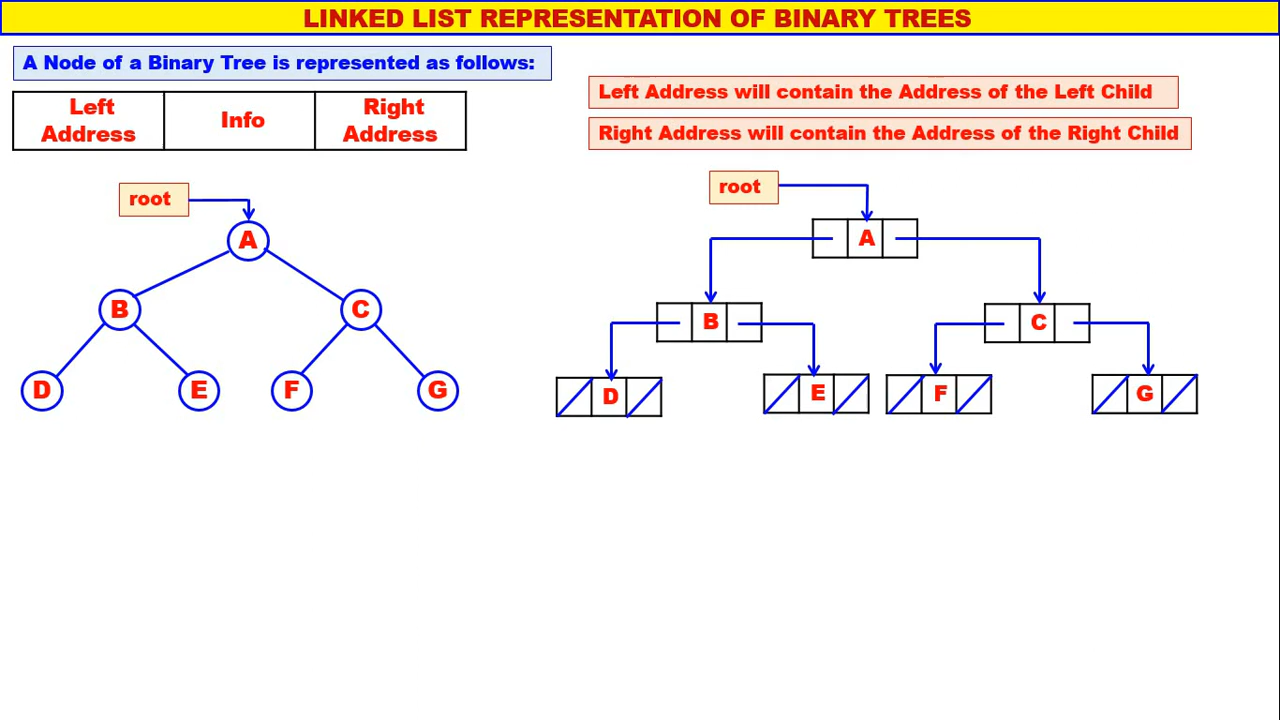 LINKED LIST REPRESENTATION OF BINARY TREES
A Node of a Binary Tree is represented as follows:
Left Address
Info
Right Address
Left Address will contain the Address of the Left Child
Right Address will contain the Address of the Right Child
root
A
B
C
D
E
F
G
root
A
B
C
D
E
F
G